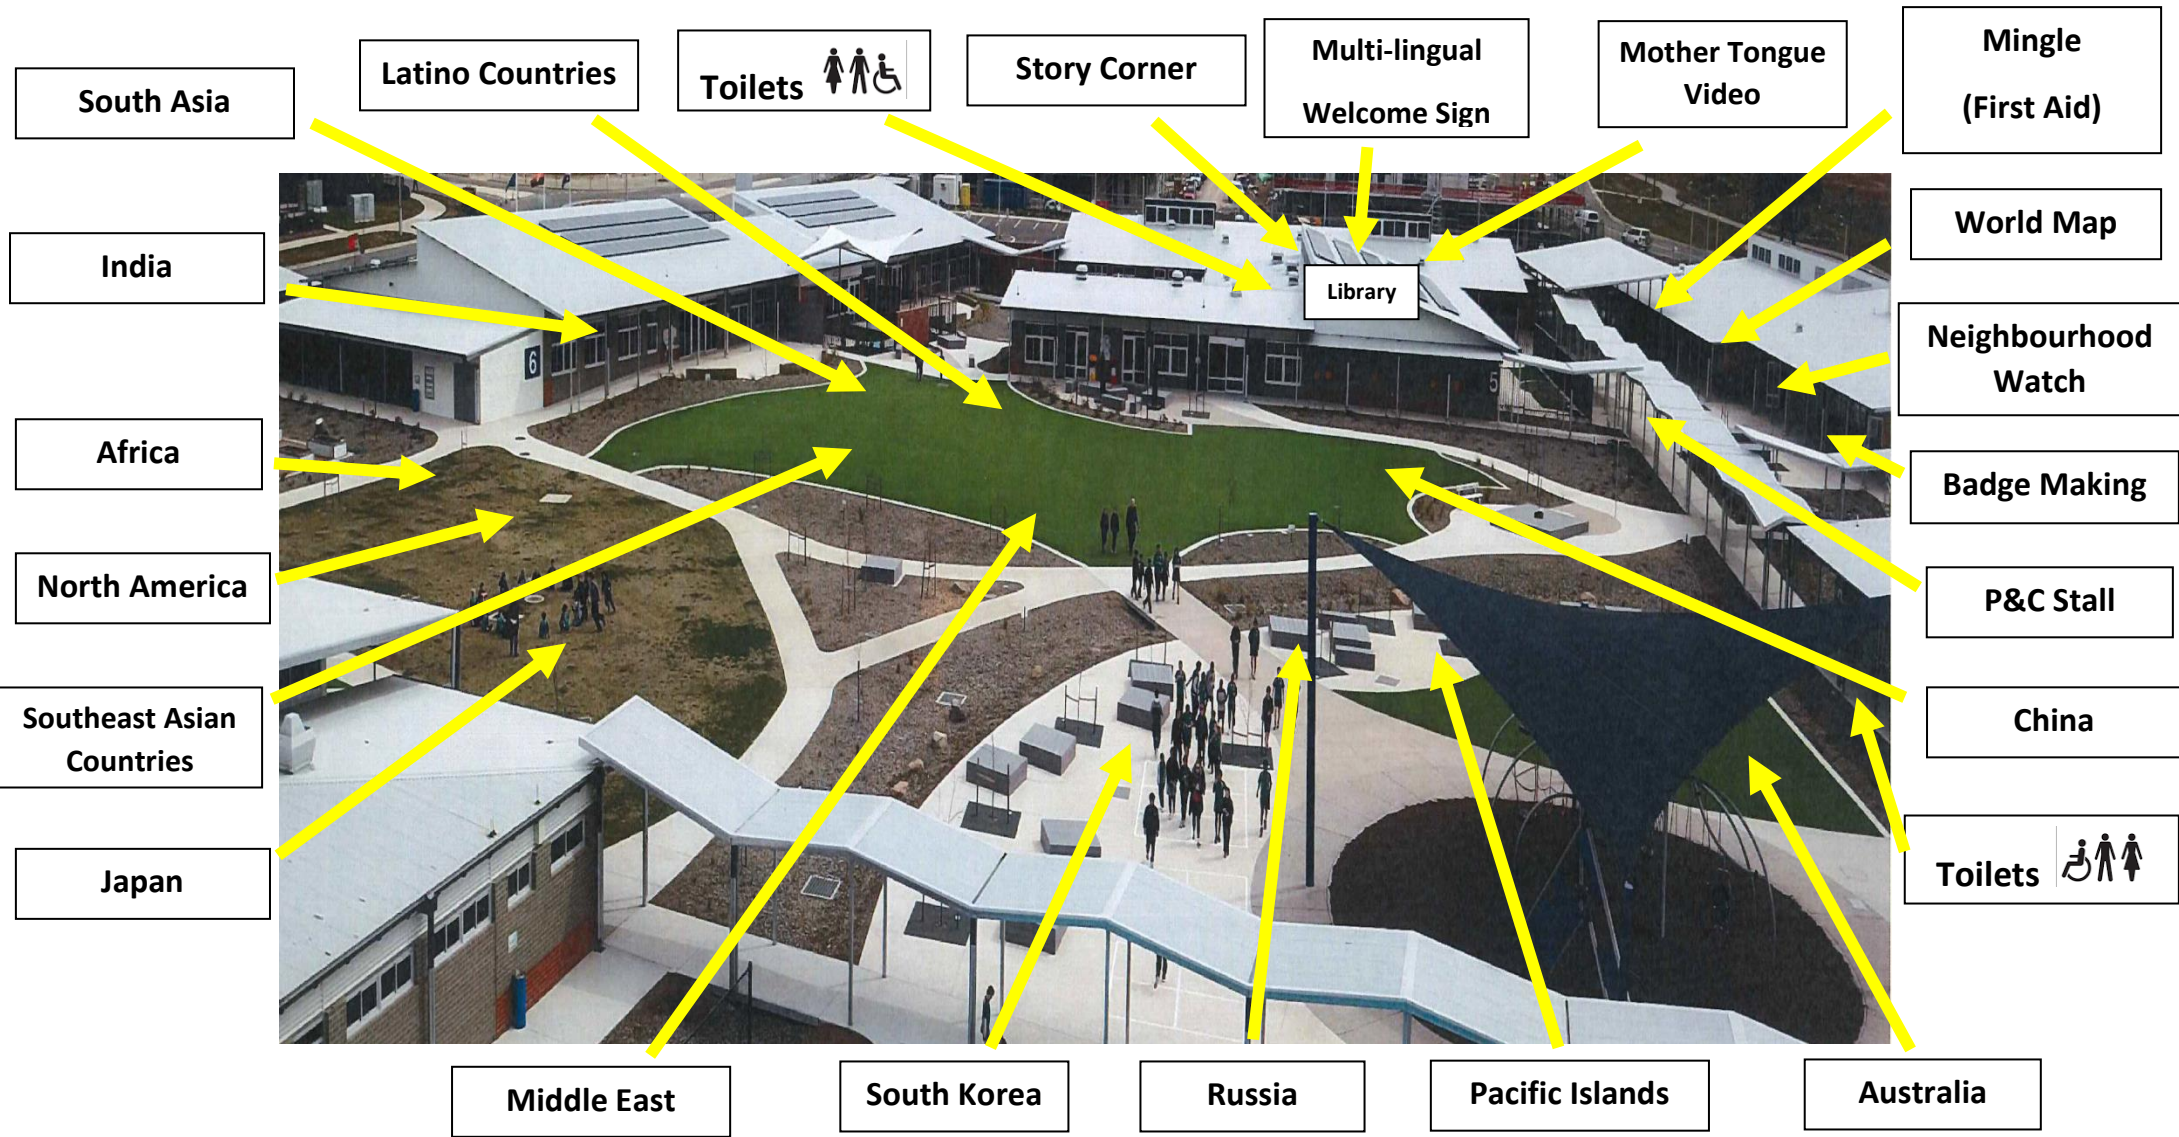 South Asia
Latino Countries
Toilets
Story Corner
Multi-lingual
Welcome Sign
Mother Tongue
Video
Mingle
(First Aid)
India
Library
World Map
6
5
Neighbourhood
Watch
Africa
Badge Making
North America
P&C Stall
Southeast Asian
Countries
China
Japan
Toilets
Middle East
South Korea
Russia
Pacific Islands
Australia